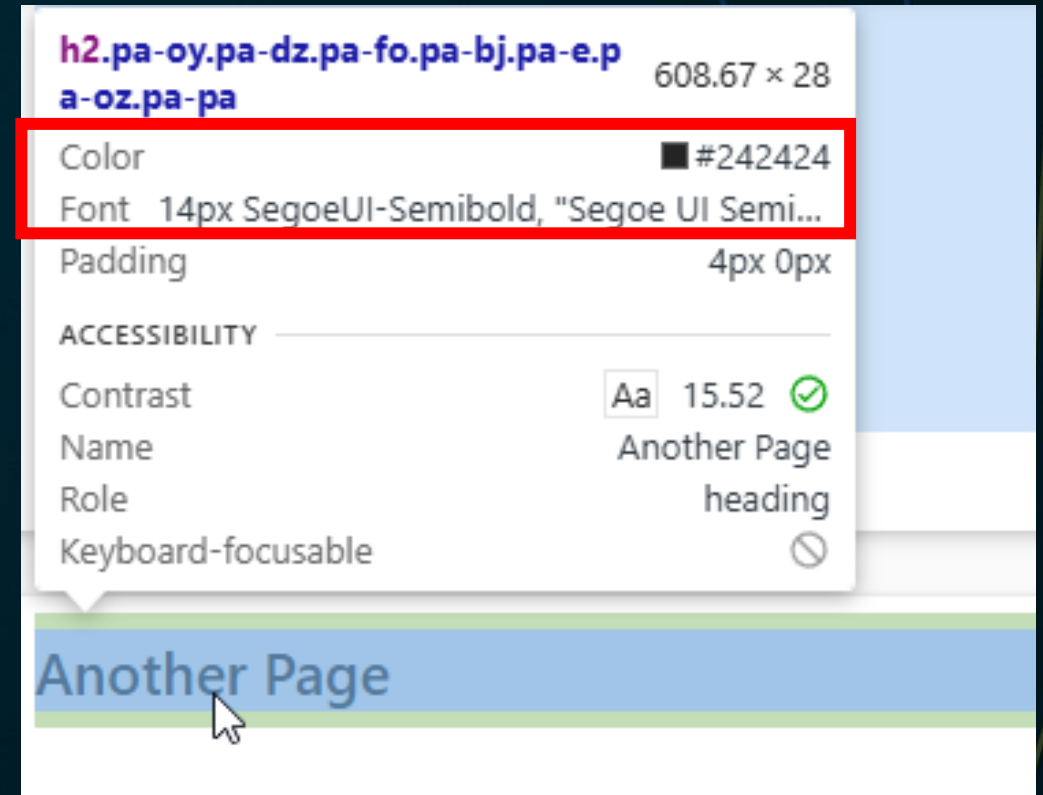 h2.pa-oy.pa-dz.pa-fo.pa-bj.pa-e.p
a-oz.pa-pa
608.67 × 28
Color #242424
Font 14px SegoeUI-Semibold, "Segoe UI Semi...
Padding 4px 0px
ACCESSIBILITY
Contrast Aa 15.52
Name Another Page
Role heading
Keyboard-focusable
Another Page